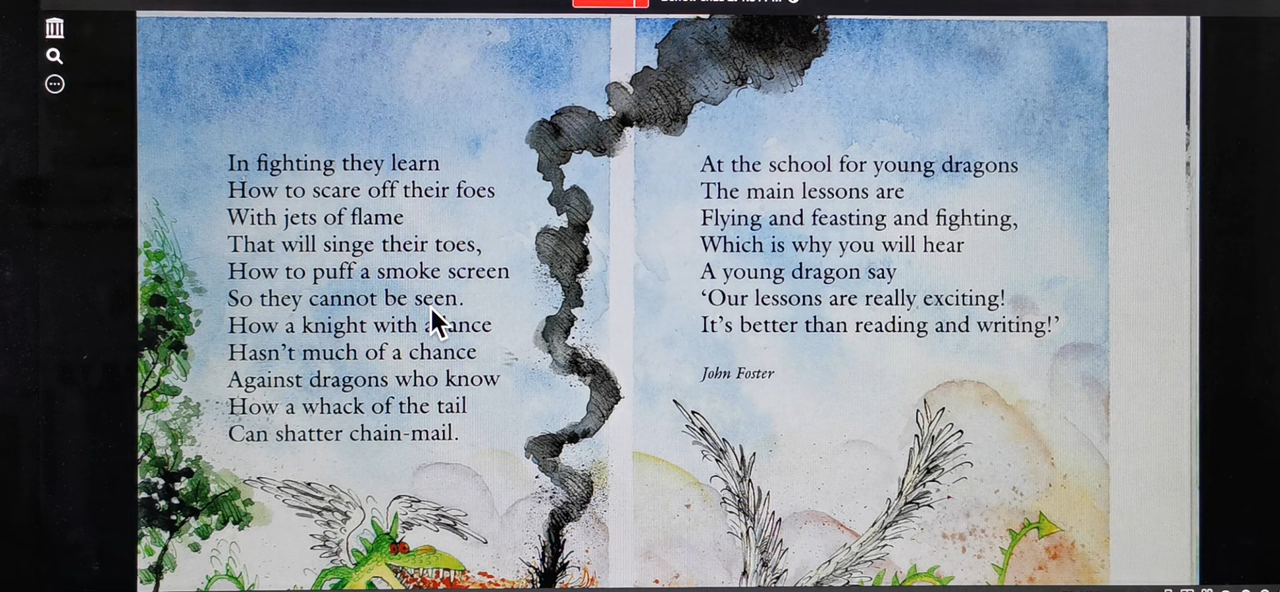 In fighting they learn
How to scare off their foes
With jets of flame
That will singe their toes,
How to puff a smoke screen
So they cannot be seen.
How a knight with a lance
Hasn't much of a chance
Against dragons who know
How a whack of the tail
Can shatter chain-mail.
At the school for young dragons
The main lessons are
Flying and feasting and fighting,
Which is why you will hear
A young dragon say
‘Our lessons are really exciting!
It's better than reading and writing!’
John Foster